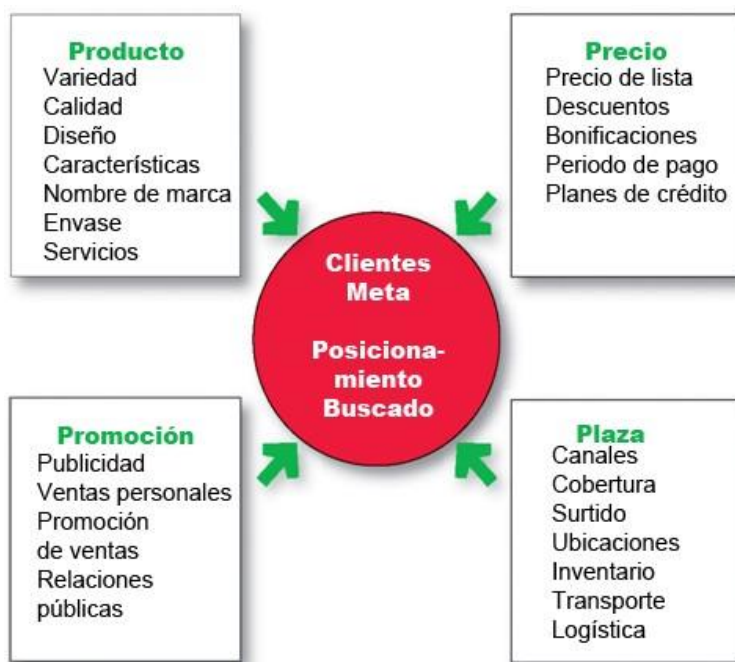 Producto
Variedad
Calidad
Diseño
Característícas
Nombre de marca
Envase
Servicios
Precio
Precio de lista
Descuentos
Bonificaciones
Periodo de pago
Planes de crédito
Clientes
Meta
Posiciona-
miento
Buscado
Promoción
Publicidad
Ventas personales
Promoción
de ventas
Relaciones
públicas
Plaza
Canales
Cobertura
Surtido
Ubicaciones
Inventario
Transporte
Logística